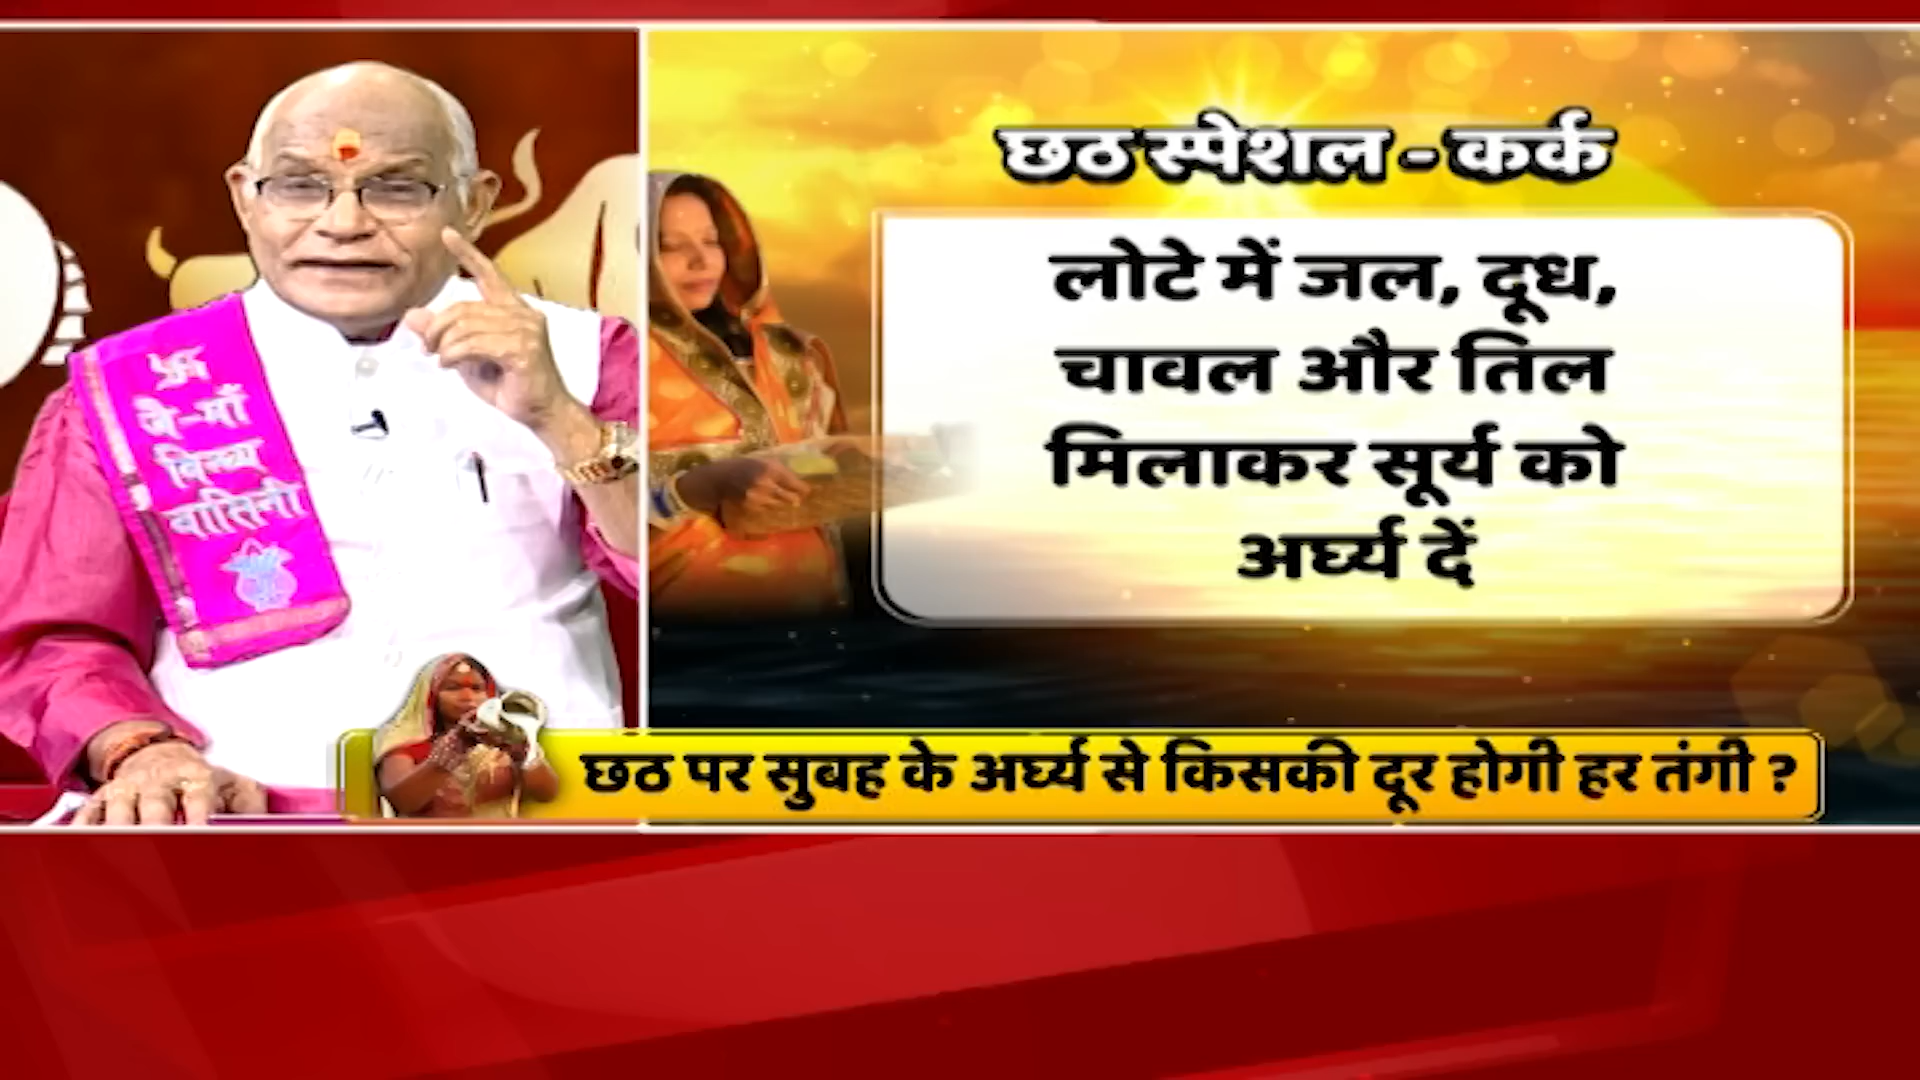 छठ स्पेशल - कर्क
लोटे में जल, दूध,
चावल और तिल
मिलाकर सूर्य को
अर्घ्य दें
जै-माँ
विन्ध्य
वासिनी
छठ पर सुबह के अर्घ्य से किसकी दूर होगी हर तंगी ?